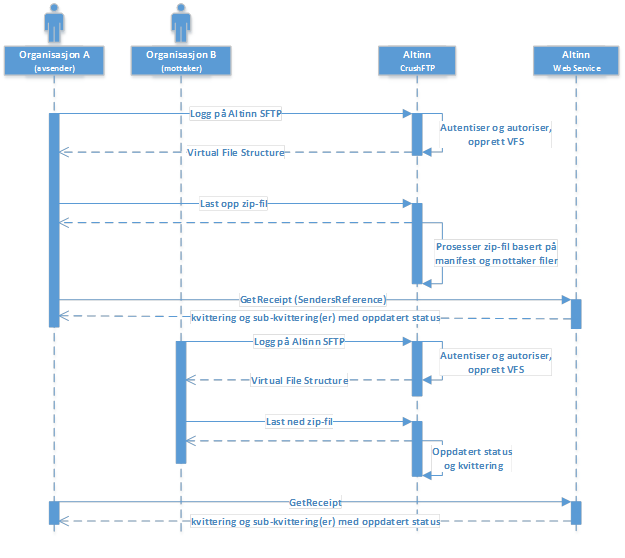 Organisasjon A
(avsender)
Organisasjon B
(mottaker)
Altinn
CrushFTP
Altinn
Web Service
Logg på Altinn SFTP
Autentiser og autoriser,
opprett VFS
Virtual File Structure
Last opp zip-fil
Prosesser zip-fil basert på
manifest og mottaker filer
GetReceipt (SendersReference)
kvittering og sub-kvittering(er) med oppdatert status
Logg på Altinn SFTP
Autentiser og autoriser,
opprett VFS
Virtual File Structure
Last ned zip-fil
Oppdatert status
og kvittering
GetReceipt
kvittering og sub-kvittering(er) med oppdatert status